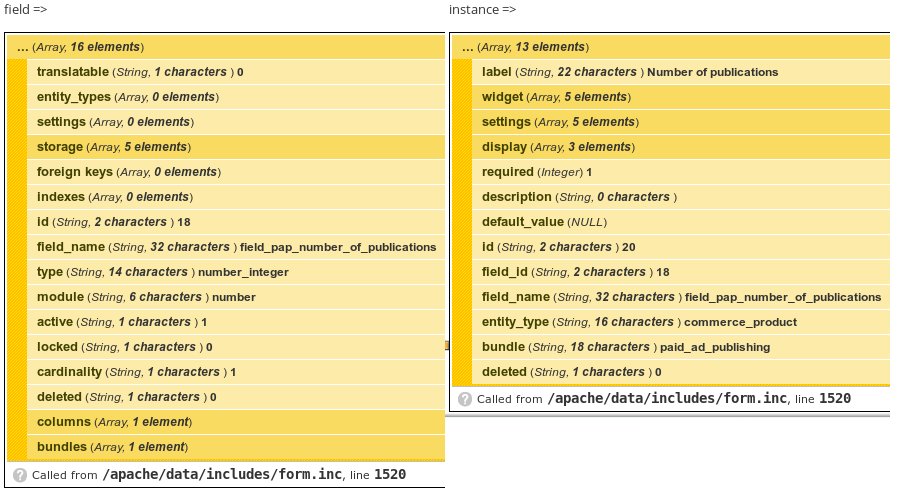 field =>
... (Array, 16 elements)
translatable (String, 1 characters ) 0
entity_types (Array, 0 elements)
settings (Array, 0 elements)
storage (Array, 5 elements)
foreign keys (Array, 0 elements)
indexes (Array, 0 elements)
id (String, 2 characters ) 18
field_name (String, 32 characters ) field_pap_number_of_publications
type (String, 14 characters ) number_integer
module (String, 6 characters ) number
active (String, 1 characters ) 1
locked (String, 1 characters ) 0
cardinality (String, 1 characters ) 1
deleted (String, 1 characters ) 0
columns (Array, 1 element)
bundles (Array, 1 element)
? Called from /apache/data/includes/form.inc, line 1520
instance =>
... (Array, 13 elements)
label (String, 22 characters ) Number of publications
widget (Array, 5 elements)
settings (Array, 5 elements)
display (Array, 3 elements)
required (Integer) 1
description (String, 0 characters )
default_value (NULL)
id (String, 2 characters ) 20
field_id (String, 2 characters ) 18
field_name (String, 32 characters ) field_pap_number_of_publications
entity_type (String, 16 characters ) commerce_product
bundle (String, 18 characters ) paid_ad_publishing
deleted (String, 1 characters ) 0
? Called from /apache/data/includes/form.inc, line 1520